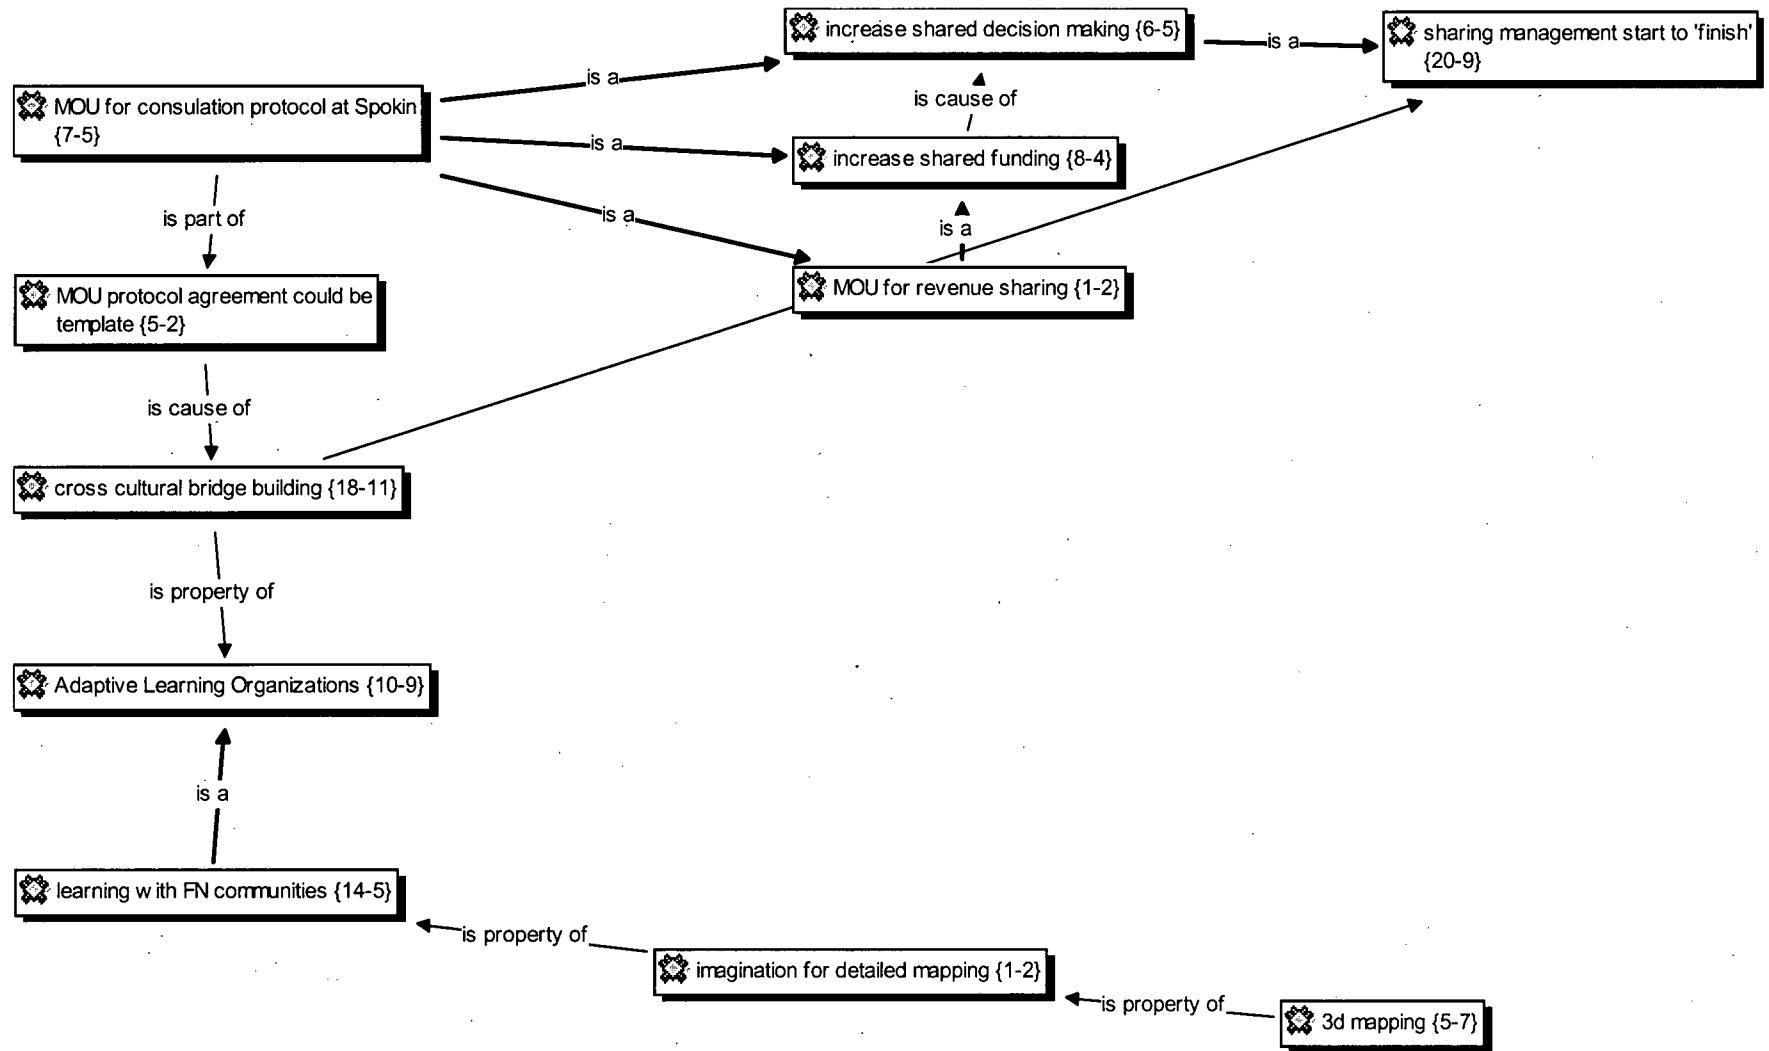 increase shared decision making {6-5}
sharing management start to 'finish'
{20-9}
is a
is a
MOU for consulation protocol at Spokin
{7-5}
is cause of
is a
increase shared funding {8-4}
is part of
is a
is a
MOU protocol agreement could be
template {5-2}
MOU for revenue sharing {1-2}
is cause of
cross cultural bridge building {18-11}
is property of
Adaptive Learning Organizations {10-9}
is a
learning with FN communities {14-5}
is property of
imagination for detailed mapping {1-2}
is property of
3d mapping {5-7}